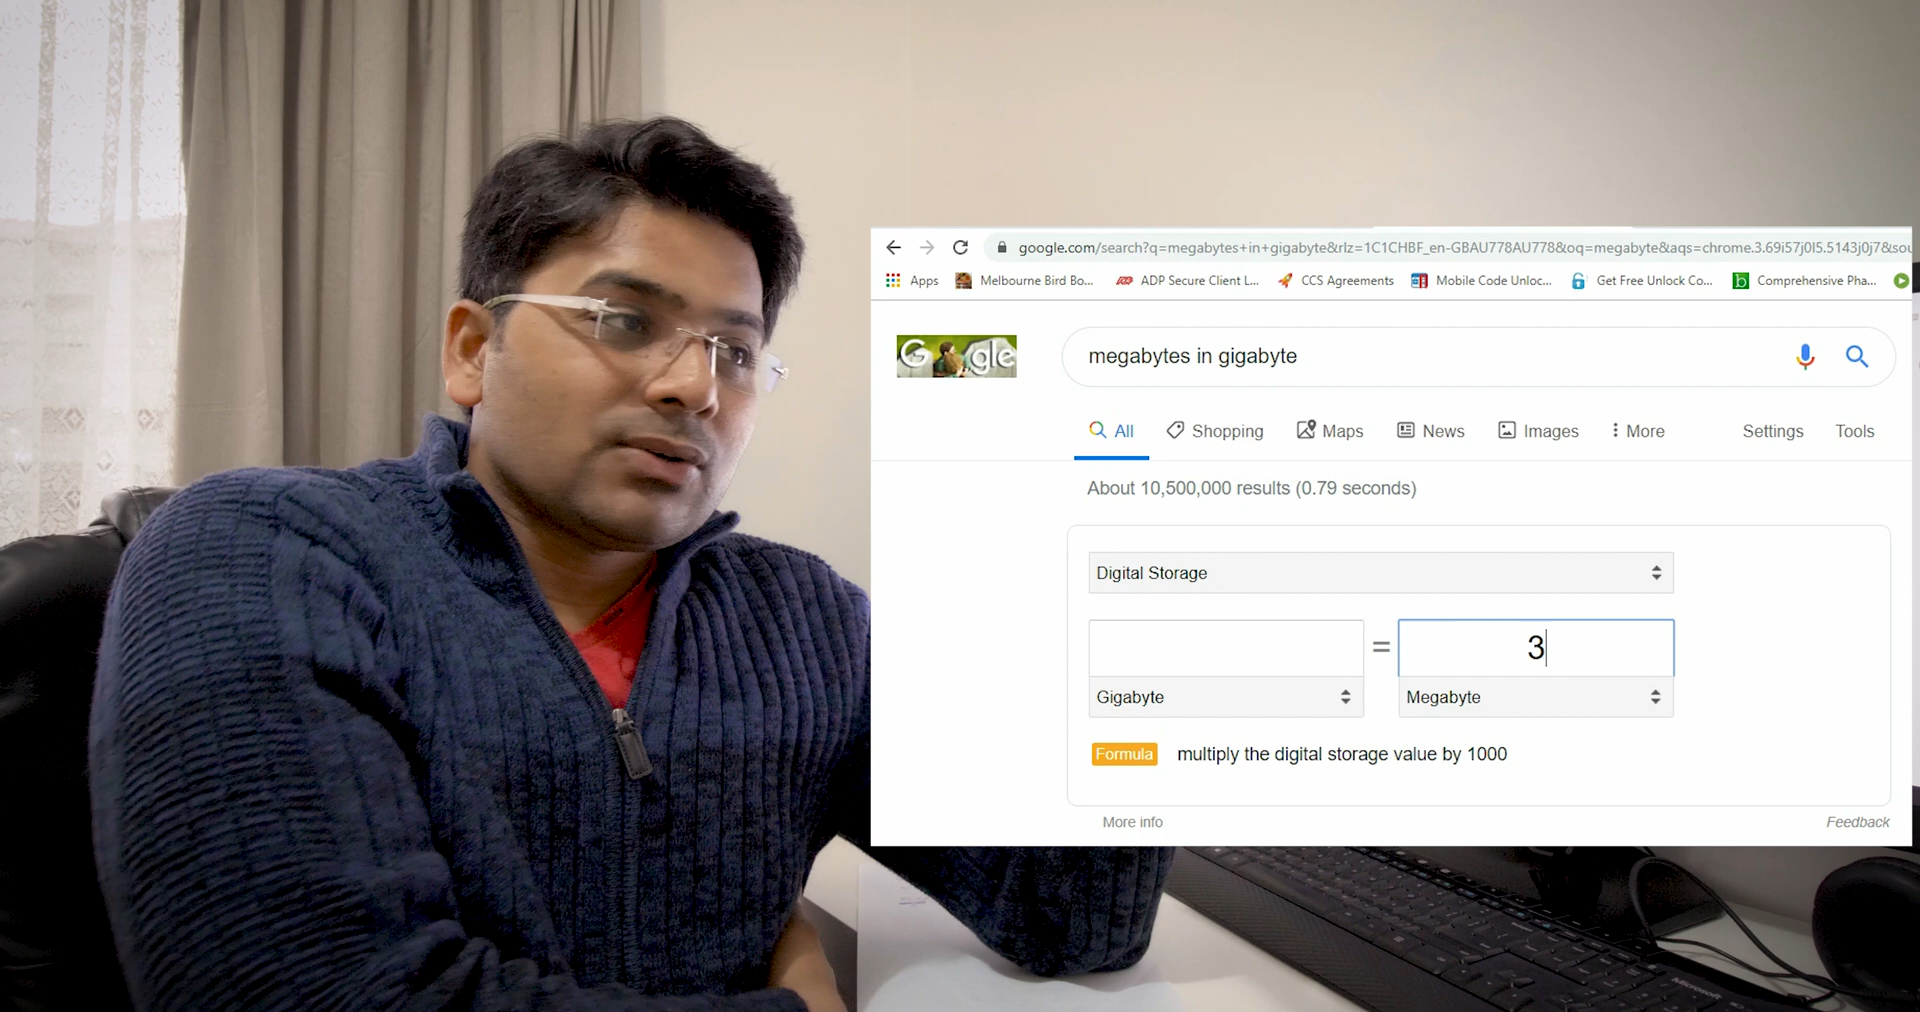 google.com/search?q=megabytes+in+gigabyte&rlz=1C1CHBF_en-GBAU778AU778&oq=megabyte&aqs=chrome.3.69i57j0l5.5143j0j7&sou
Apps Melbourne Bird Bo... ADP Secure Client L... CCS Agreements Mobile Code Unloc... Get Free Unlock Co... Comprehensive Pha...
G gle megabytes in gigabyte
All Shopping Maps News Images More Settings Tools
About 10,500,000 results (0.79 seconds)
Digital Storage
= 3
Gigabyte Megabyte
Formula multiply the digital storage value by 1000
More info Feedback
Microsoft